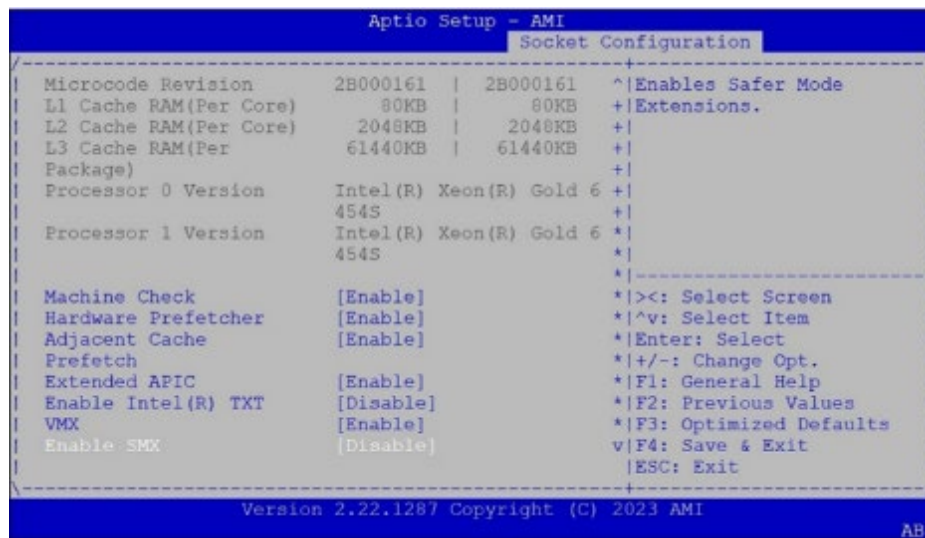 Aptio Setup - AMI
Socket Configuration
Microcode Revision 2B000161 | 2B000161 ^|Enables Safer Mode
L1 Cache RAM(Per Core) 80KB | 80KB +|Extensions.
L2 Cache RAM(Per Core) 2048KB | 2048KB +|
L3 Cache RAM(Per 61440KB | 61440KB +|
Package) +|
Processor 0 Version Intel(R) Xeon(R) Gold 6 +|
454S +|
Processor 1 Version Intel(R) Xeon(R) Gold 6 *|
454S *|
*|
Machine Check [Enable] *|><: Select Screen
Hardware Prefetcher [Enable] *|^v: Select Item
Adjacent Cache [Enable] *|Enter: Select
Prefetch *|+/-: Change Opt.
Extended APIC [Enable] *|F1: General Help
Enable Intel(R) TXT [Disable] *|F2: Previous Values
VMX [Enable] *|F3: Optimized Defaults
Enable SMX [Disable] v|F4: Save & Exit
|ESC: Exit
Version 2.22.1287 Copyright (C) 2023 AMI
AB